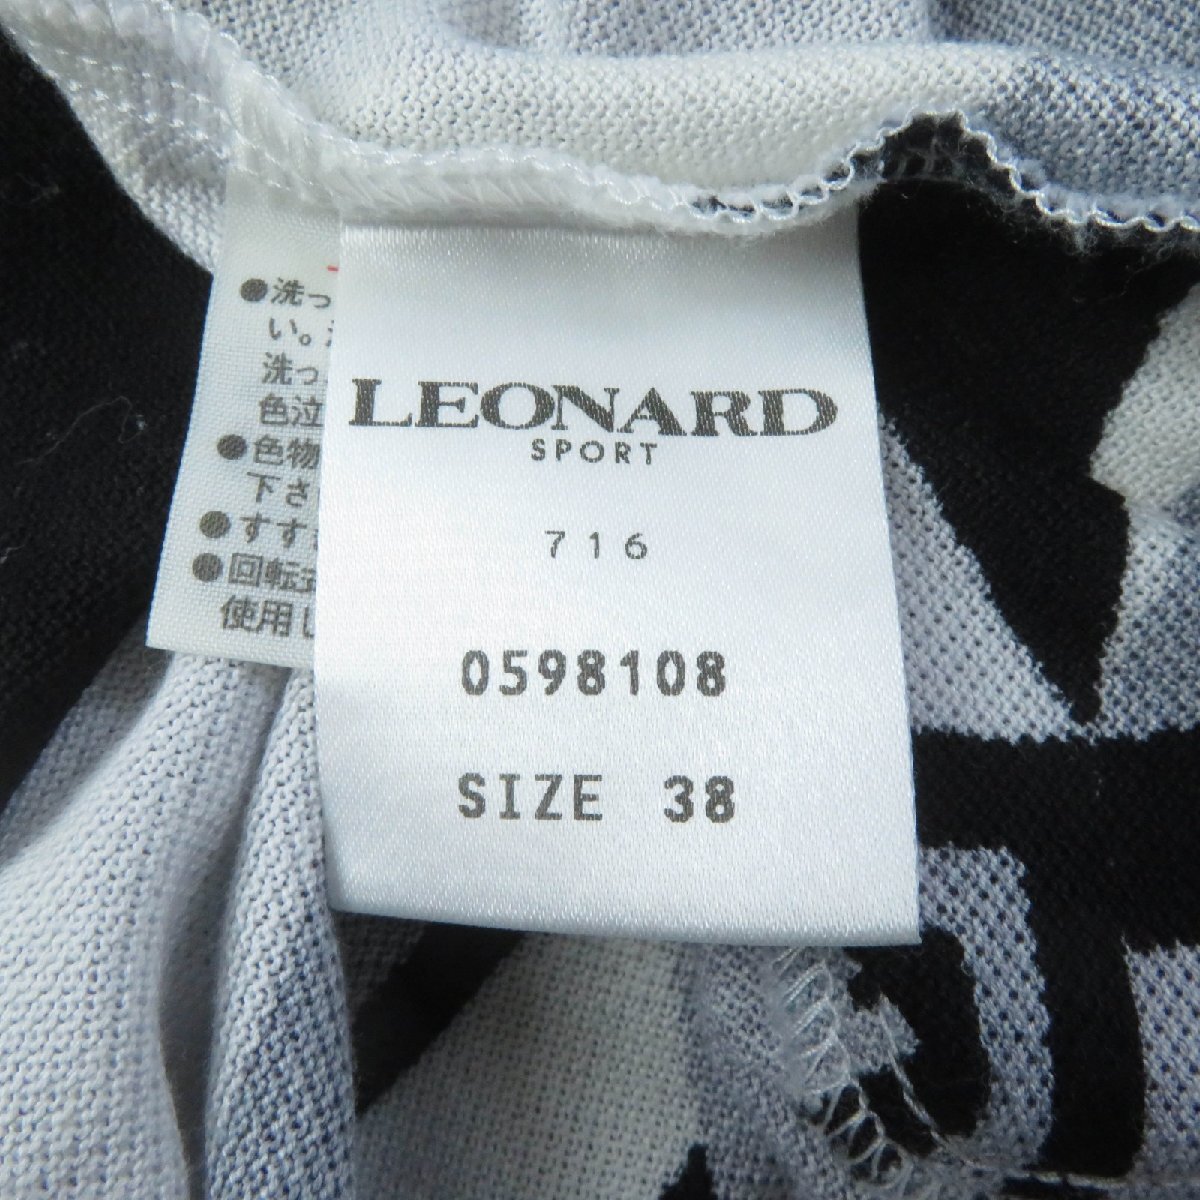 LEONARD
SPORT
716
0598108
SIZE 38
●洗っ
い。
洗っ
色泣
●色物
下さ
●すす
●回転
使用し